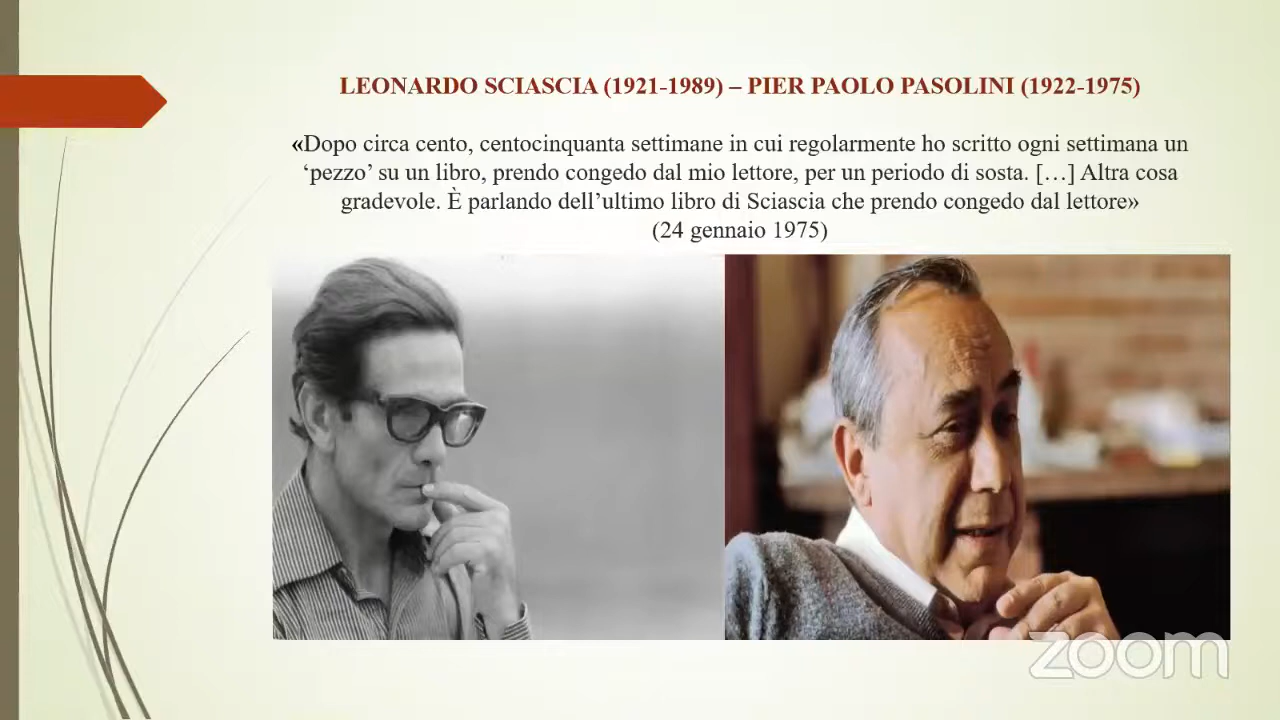 LEONARDO SCIASCIA (1921-1989) – PIER PAOLO PASOLINI (1922-1975)
«Dopo circa cento, centocinquanta settimane in cui regolarmente ho scritto ogni settimana un
‘pezzo’ su un libro, prendo congedo dal mio lettore, per un periodo di sosta. […] Altra cosa
gradevole. È parlando dell’ultimo libro di Sciascia che prendo congedo dal lettore»
(24 gennaio 1975)
zoom